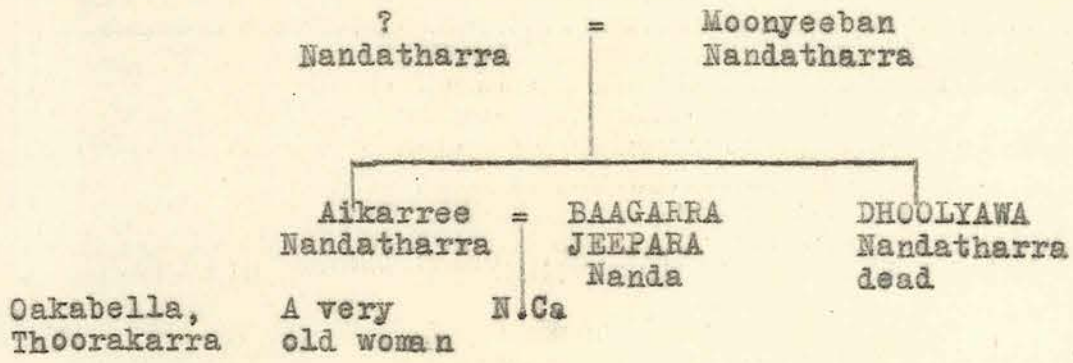 ? = Moonyeeban
Nandatharra Nandatharra
Aikarree = BAAGARRA DHOOLYAWA
Nandatharra JEEPARA Nandatharra
Nanda dead
Oakabella, A very N.Ca
Thoorakarra old woman